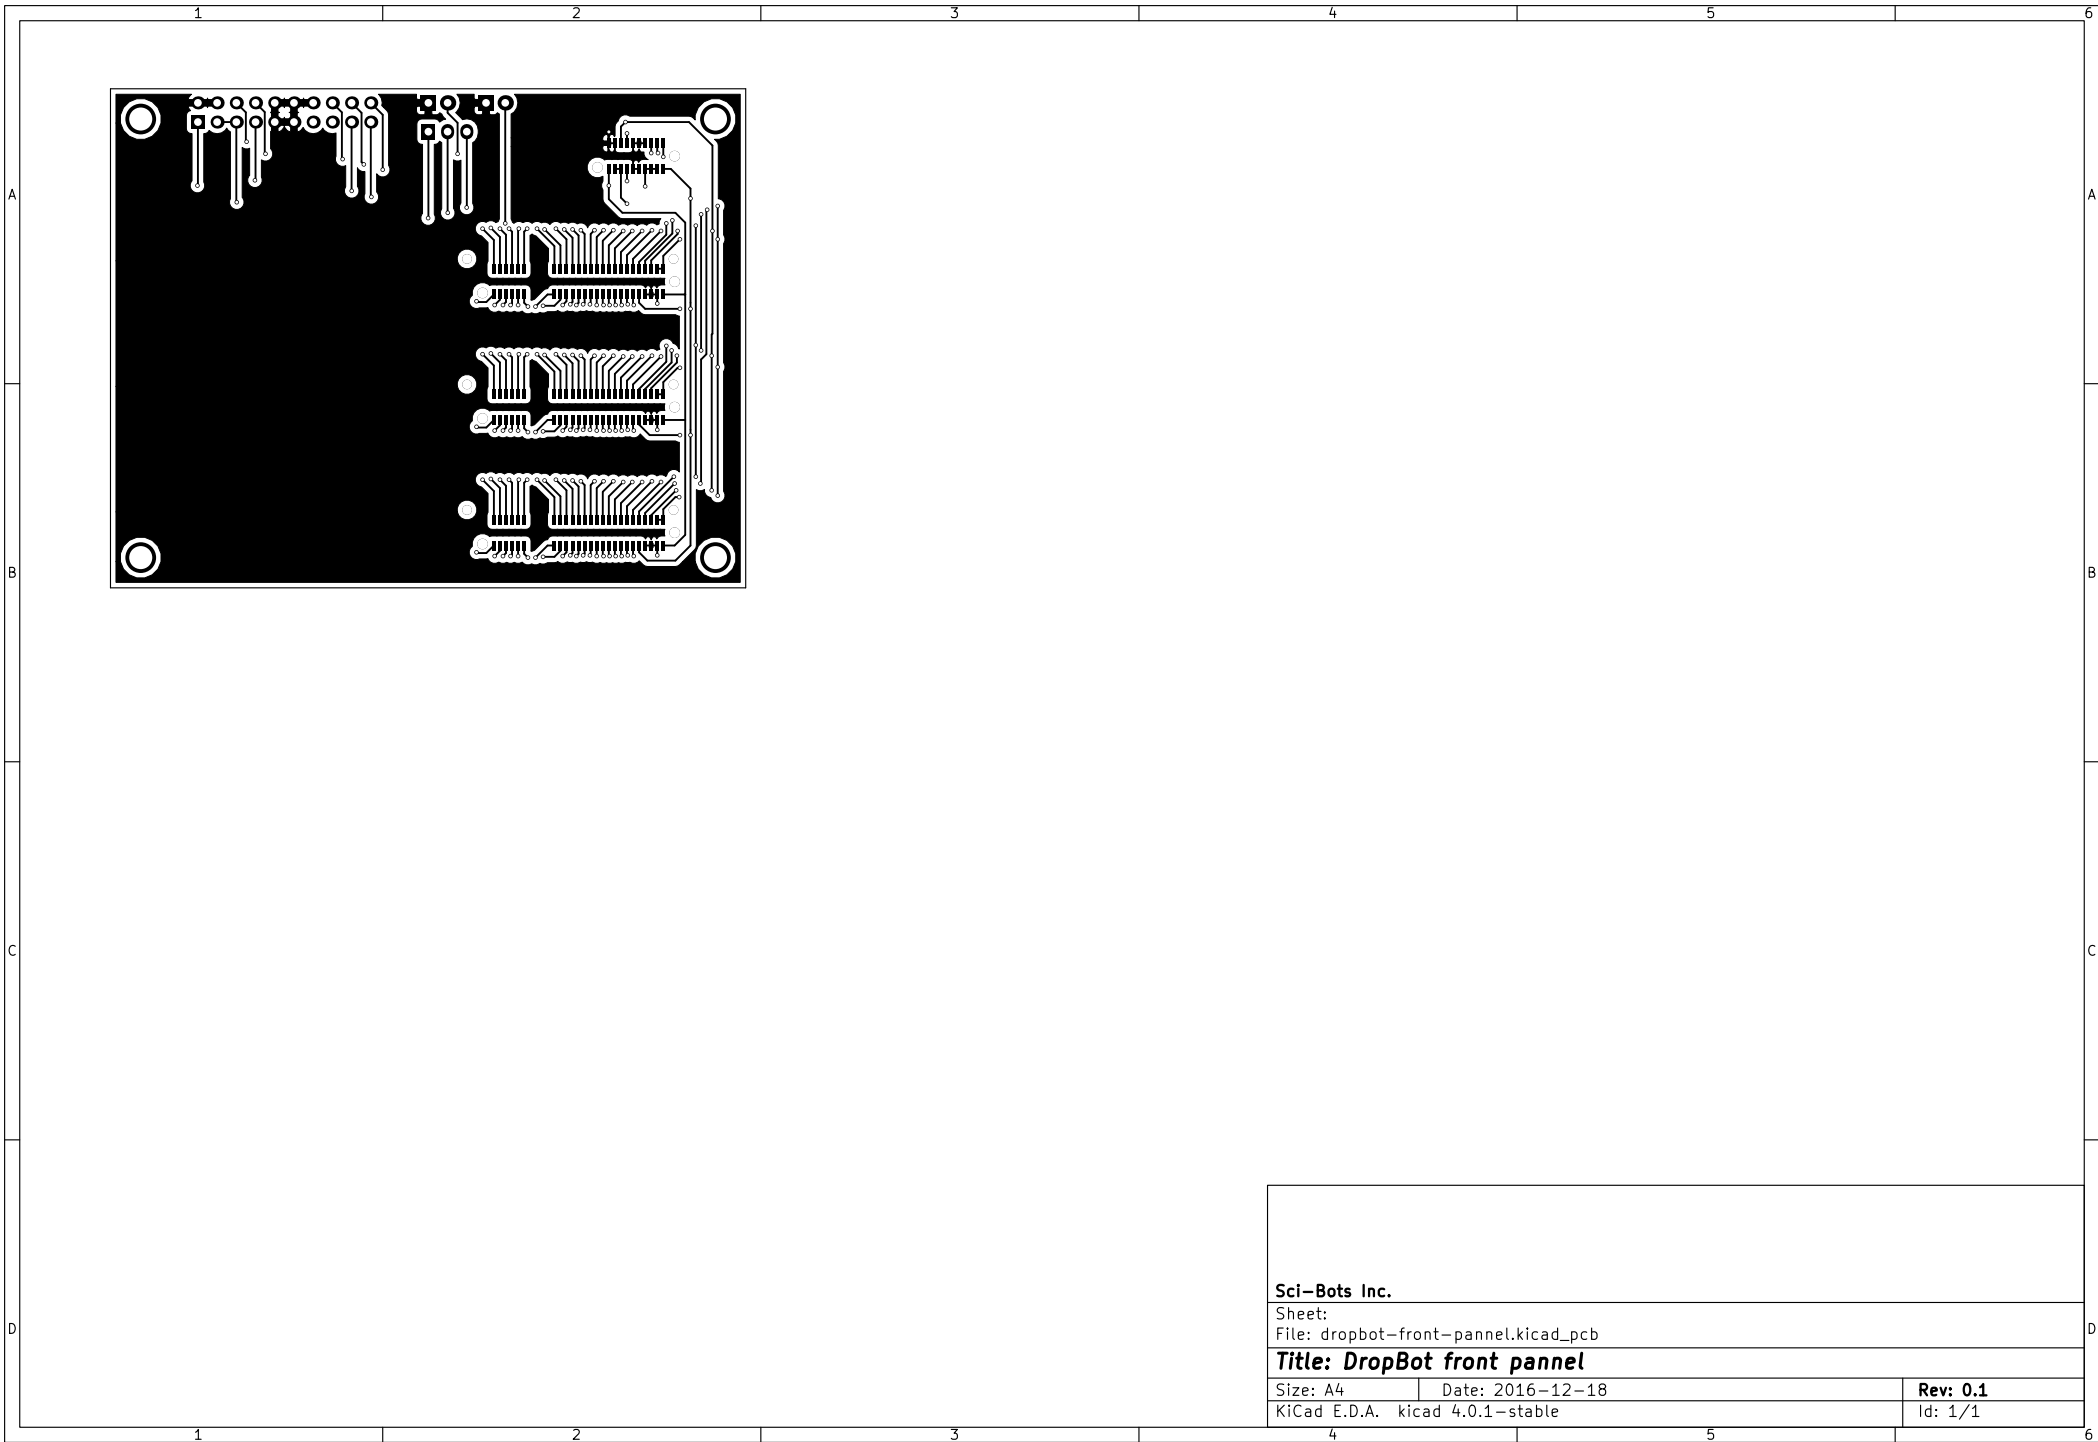 1 2 3 4 5 6
A A
B B
C C
D D
Sci-Bots Inc.
Sheet:
File: dropbot-front-pannel.kicad_pcb
Title: DropBot front pannel
Size: A4 Date: 2016-12-18 Rev: 0.1
KiCad E.D.A. kicad 4.0.1-stable Id: 1/1
1 2 3 4 5 6